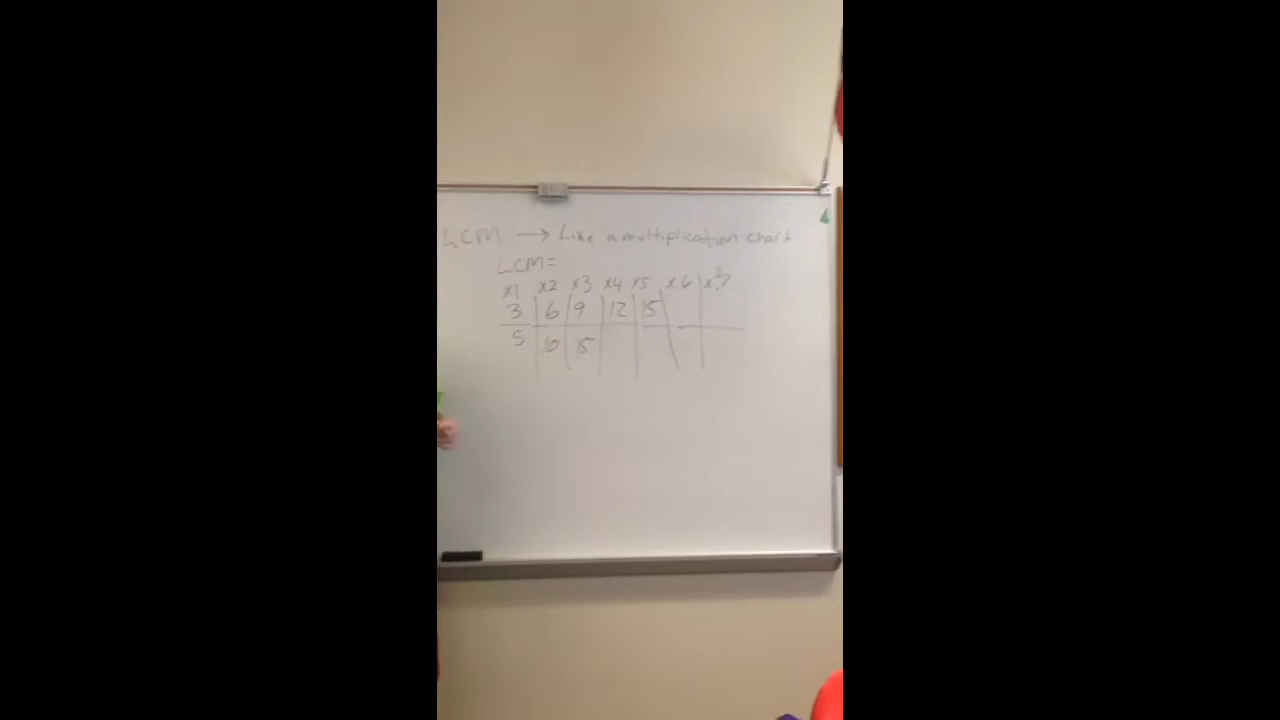 LCM → Like a multiplication chart
LCM=
x1 x2 x3 x4 x5 x6 x7
3 6 9 12 15
5 10 15